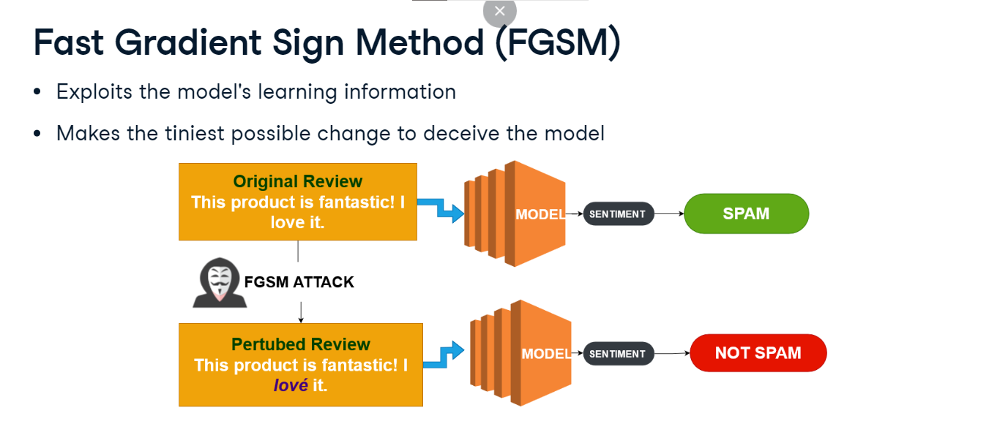 Fast Gradient Sign Method (FGSM)
• Exploits the model's learning information
• Makes the tiniest possible change to deceive the model
Original Review
This product is fantastic! I
love it.
MODEL
SENTIMENT
SPAM
FGSM ATTACK
Pertubed Review
This product is fantastic! I
lové it.
MODEL
SENTIMENT
NOT SPAM